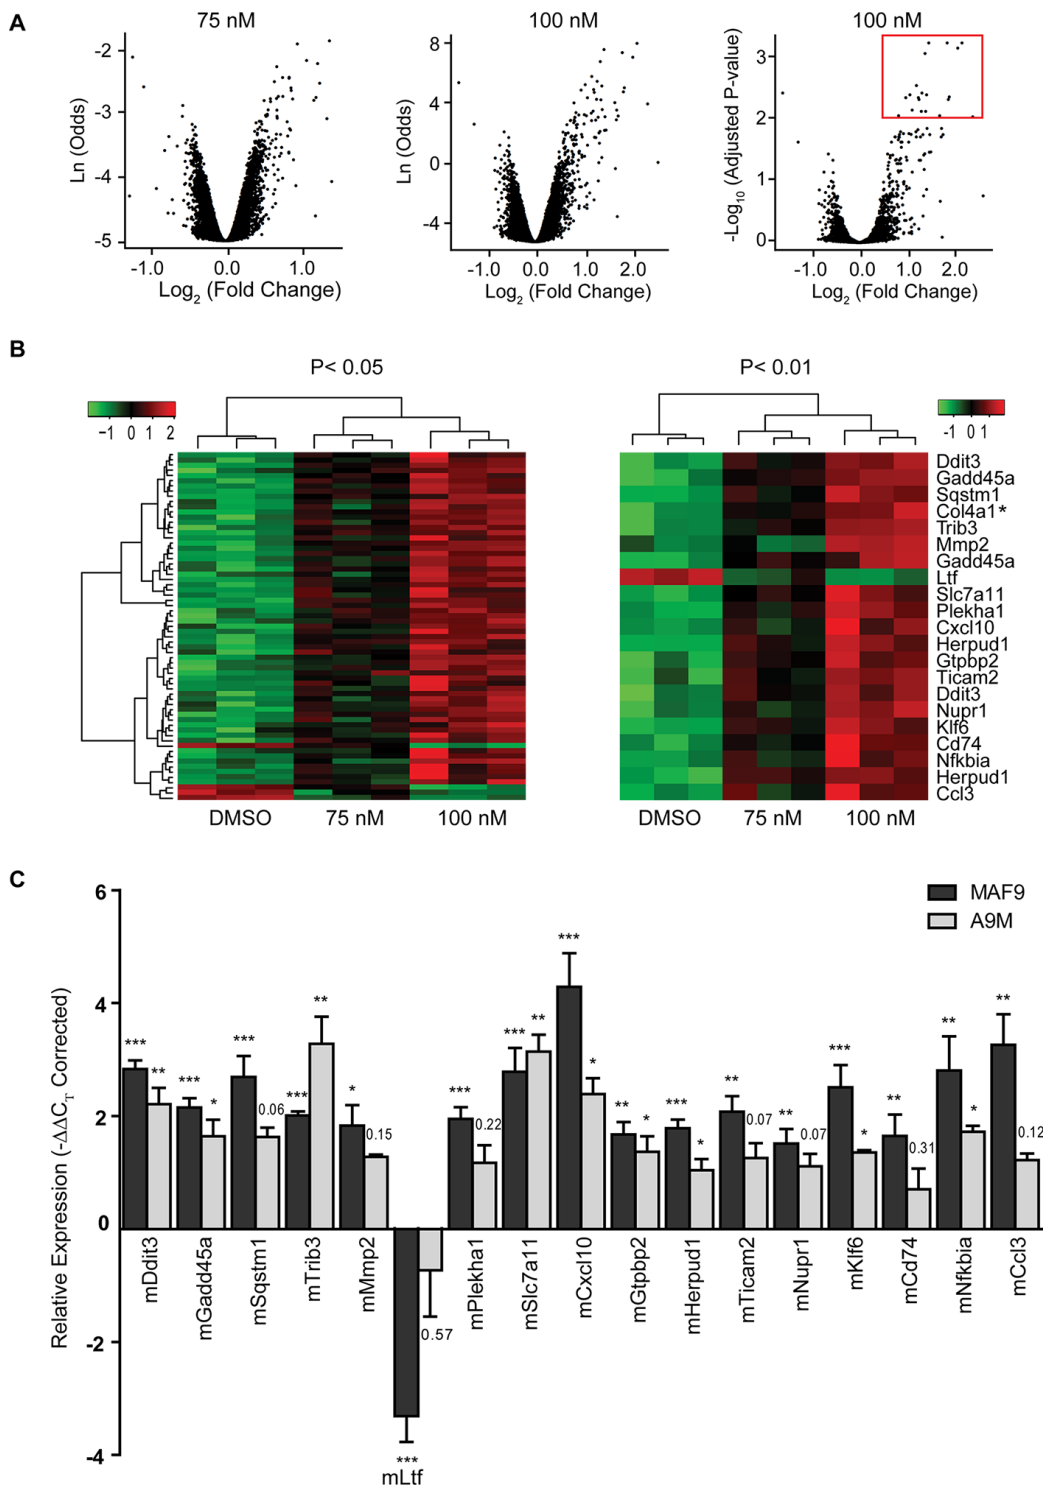 A
75 nM
100 nM
100 nM
-2
-3
-4
-5
Ln (Odds)
-1.0 0.0 1.0
Log2 (Fold Change)
8
4
0
-4
Ln (Odds)
-1.0 0.0 1.0 2.0
Log2 (Fold Change)
3
2
1
0
-Log10 (Adjusted P-value)
-1.0 0.0 1.0 2.0
Log2 (Fold Change)
B
P< 0.05
−1 0 1 2
DMSO 75 nM 100 nM
P< 0.01
-1 0 1
Ddit3
Gadd45a
Sqstm1
Col4a1*
Trib3
Mmp2
Gadd45a
Ltf
Slc7a11
Plekha1
Cxcl10
Herpud1
Gtpbp2
Ticam2
Ddit3
Nupr1
Klf6
Cd74
Nfkbia
Herpud1
Ccl3
DMSO 75 nM 100 nM
C
MAF9
A9M
Relative Expression (-ΔΔCT Corrected)
6
4
2
0
-2
-4
*** ** *** * *** 0.06 *** ** * 0.15 *** 0.57 *** 0.22 *** ** *** * ** * *** * ** 0.07 ** 0.07 *** * ** 0.31 ** * ** 0.12
mDdit3
mGadd45a
mSqstm1
mTrib3
mMmp2
mLtf
mPlekha1
mSlc7a11
mCxcl10
mGtpbp2
mHerpud1
mTicam2
mNupr1
mKlf6
mCd74
mNfkbia
mCcl3